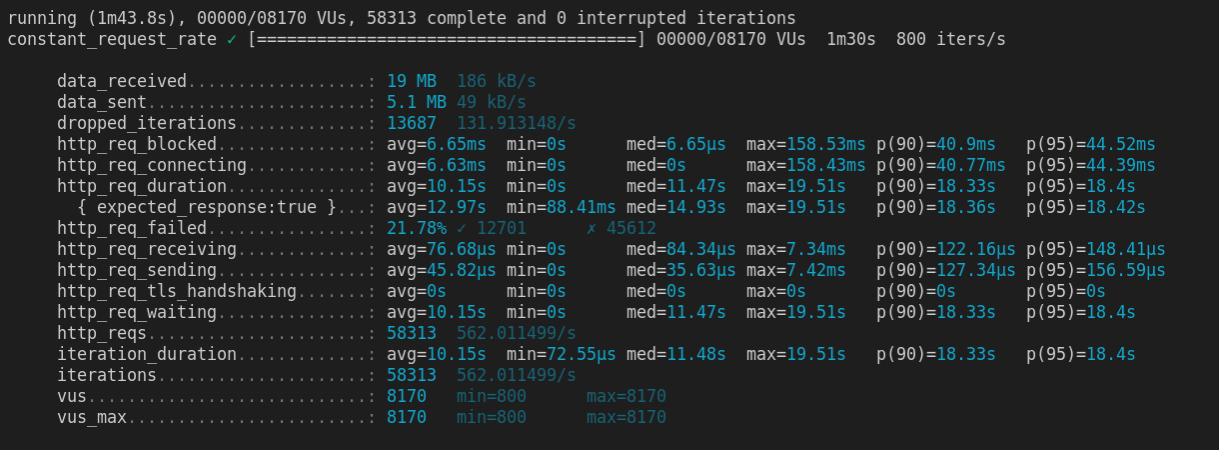 running (1m43.8s), 00000/08170 VUs, 58313 complete and 0 interrupted iterations
constant_request_rate ✓ [======================================] 00000/08170 VUs  1m30s  800 iters/s

     data_received..................: 19 MB  186 kB/s
     data_sent......................: 5.1 MB 49 kB/s
     dropped_iterations.............: 13687  131.913148/s
     http_req_blocked...............: avg=6.65ms  min=0s      med=6.65µs  max=158.53ms p(90)=40.9ms   p(95)=44.52ms
     http_req_connecting............: avg=6.63ms  min=0s      med=0s      max=158.43ms p(90)=40.77ms  p(95)=44.39ms
     http_req_duration..............: avg=10.15s  min=0s      med=11.47s  max=19.51s   p(90)=18.33s   p(95)=18.4s
       { expected_response:true }...: avg=12.97s  min=88.41ms med=14.93s  max=19.51s   p(90)=18.36s   p(95)=18.42s
     http_req_failed................: 21.78% ✓ 12701      ✗ 45612
     http_req_receiving.............: avg=76.68µs min=0s      med=84.34µs max=7.34ms   p(90)=122.16µs p(95)=148.41µs
     http_req_sending...............: avg=45.82µs min=0s      med=35.63µs max=7.42ms   p(90)=127.34µs p(95)=156.59µs
     http_req_tls_handshaking.......: avg=0s      min=0s      med=0s      max=0s       p(90)=0s       p(95)=0s
     http_req_waiting...............: avg=10.15s  min=0s      med=11.47s  max=19.51s   p(90)=18.33s   p(95)=18.4s
     http_reqs......................: 58313  562.011499/s
     iteration_duration.............: avg=10.15s  min=72.55µs med=11.48s  max=19.51s   p(90)=18.33s   p(95)=18.4s
     iterations.....................: 58313  562.011499/s
     vus............................: 8170   min=800      max=8170
     vus_max........................: 8170   min=800      max=8170